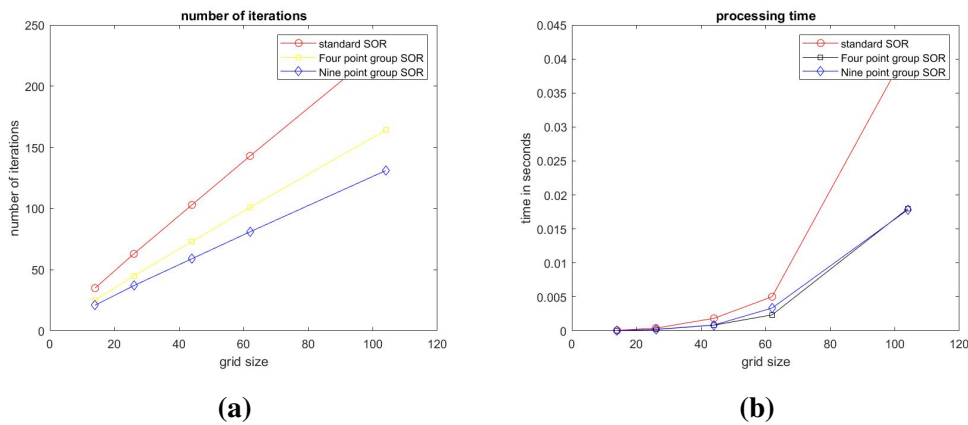 number of iterations
250
200
150
100
50
0
number of iterations
standard SOR
Four point group SOR
Nine point group SOR
0 20 40 60 80 100 120
grid size
(a)
processing time
0.045
0.04
0.035
0.03
0.025
0.02
0.015
0.01
0.005
0
time in seconds
standard SOR
Four point group SOR
Nine point group SOR
0 20 40 60 80 100 120
grid size
(b)